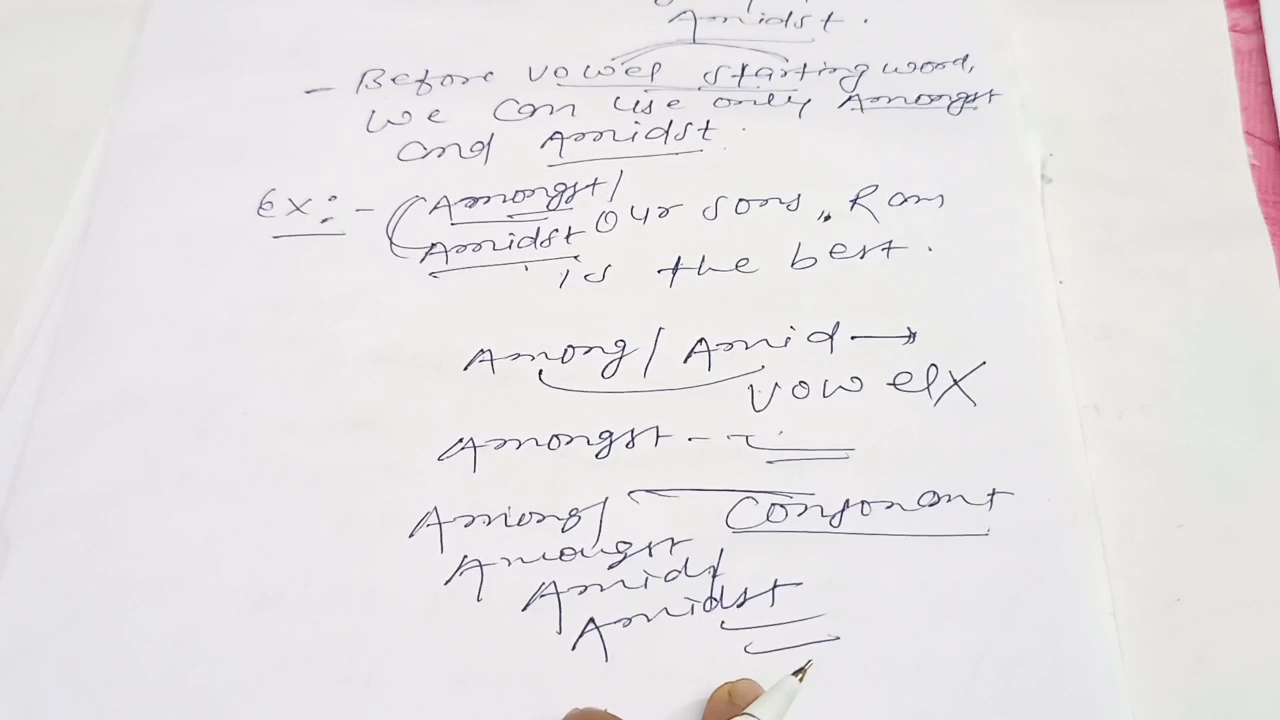 Amidst.
- Before vowel starting word,
we can use only Amongst
and Amidst.
Ex:- (Amongst/
Amidst Our sons, Ram
is the best.
Among/Amid →
vowel X
Amongst -
Among/ Consonant
Amongst
Amid/
Amidst